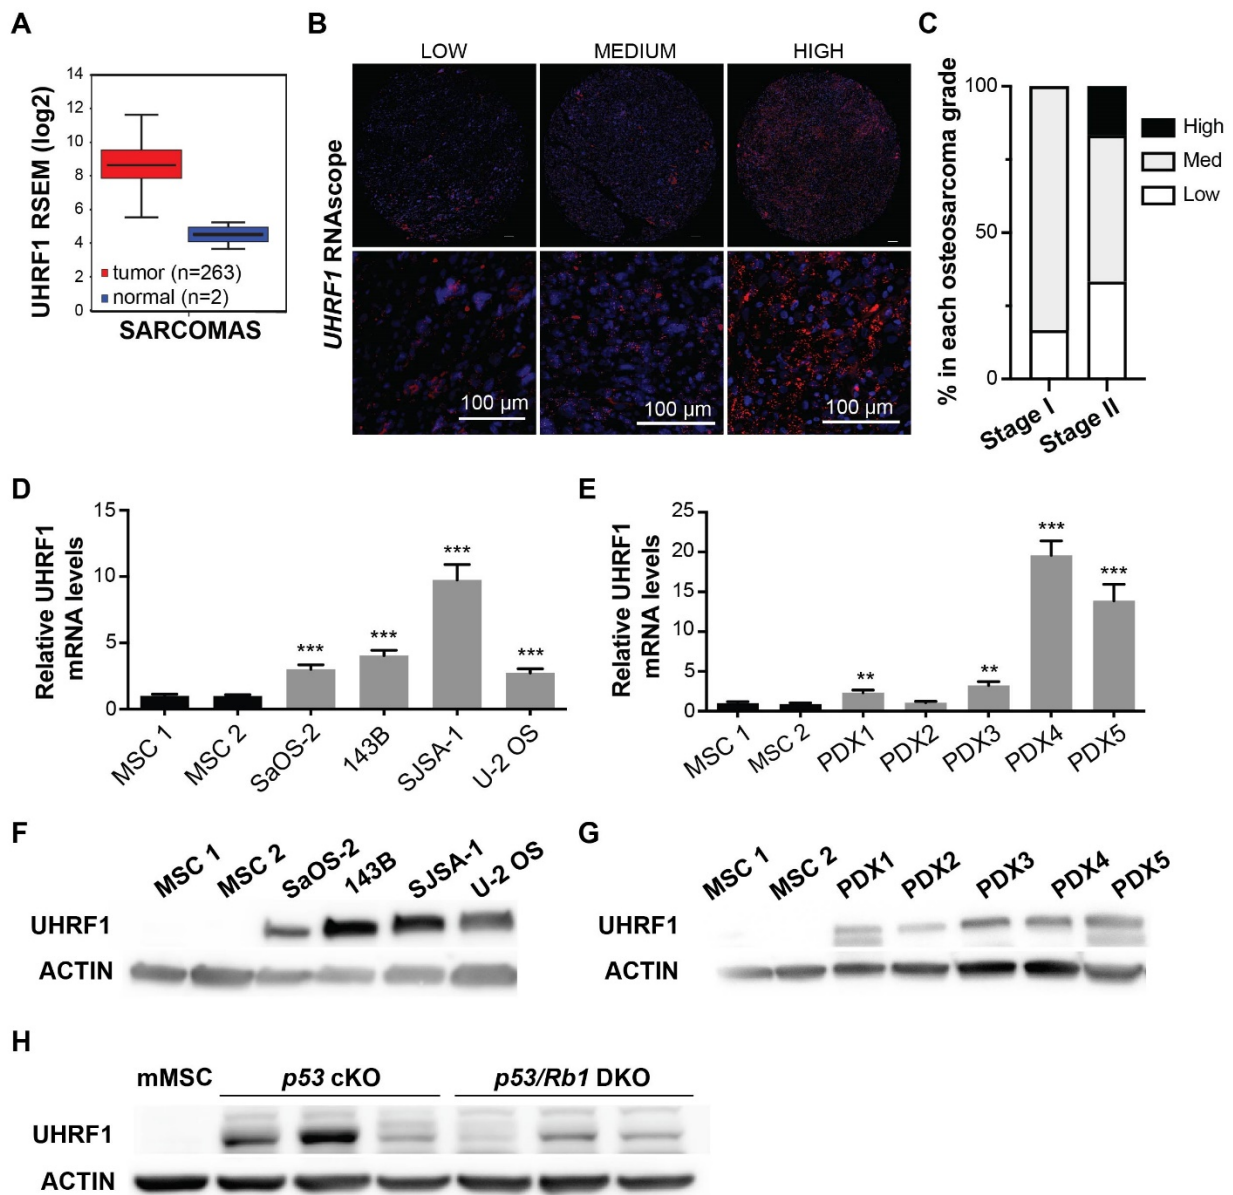 A
UHRF1 RSEM (log2)
14
12
10
8
6
4
2
0
tumor (n=263)
normal (n=2)
SARCOMAS
B
LOW MEDIUM HIGH
UHRF1 RNAscope
100 µm 100 µm 100 µm
C
% in each osteosarcoma grade
100
50
0
High
Med
Low
Stage I Stage II
D
Relative UHRF1
mRNA levels
15
10
5
0
*** *** *** ***
MSC 1 MSC 2 SaOS-2 143B SJSA-1 U-2 OS
E
Relative UHRF1
mRNA levels
25
20
15
10
5
0
** ** *** ***
MSC 1 MSC 2 PDX1 PDX2 PDX3 PDX4 PDX5
F
MSC 1 MSC 2 SaOS-2 143B SJSA-1 U-2 OS
UHRF1
ACTIN
G
MSC 1 MSC 2 PDX1 PDX2 PDX3 PDX4 PDX5
UHRF1
ACTIN
H
mMSC p53 cKO p53/Rb1 DKO
UHRF1
ACTIN